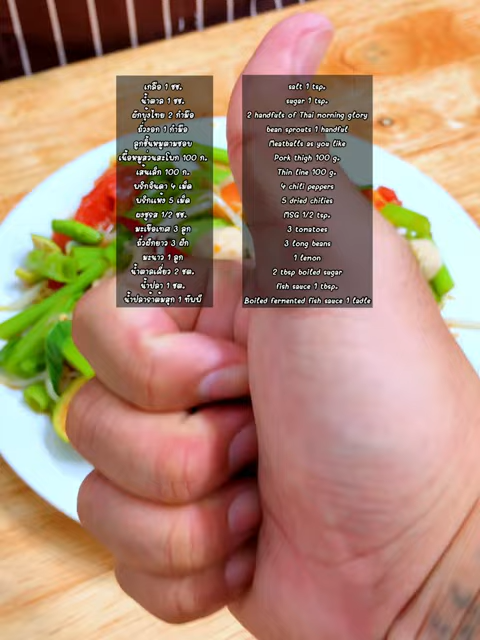 เกลือ 1 ชช.
น้ำตาล 1 ชช.
ผักบุ้งไทย 2 กำมือ
ถั่วงอก 1 กำมือ
ลูกชิ้นหมูตามชอบ
เนื้อหมูส่วนสะโพก 100 ก.
เส้นเล็ก 100 ก.
พริกจินดา 4 เม็ด
พริกแห้ง 5 เม็ด
ผงชูรส 1/2 ชช.
มะเขือเทศ 3 ลูก
ถั่วฝักยาว 3 ฝัก
มะนาว 1 ลูก
น้ำตาลเคี่ยว 2 ชต.
น้ำปลา 1 ชต.
น้ำปลาร้าต้มสุก 1 ทัพพี
salt 1 tsp.
sugar 1 tsp.
2 handfuls of Thai morning glory
bean sprouts 1 handful
Meatballs as you like
Pork thigh 100 g.
Thin line 100 g.
4 chili peppers
5 dried chilies
MSG 1/2 tsp.
3 tomatoes
3 long beans
1 lemon
2 tbsp boiled sugar
fish sauce 1 tbsp.
Boiled fermented fish sauce 1 ladle